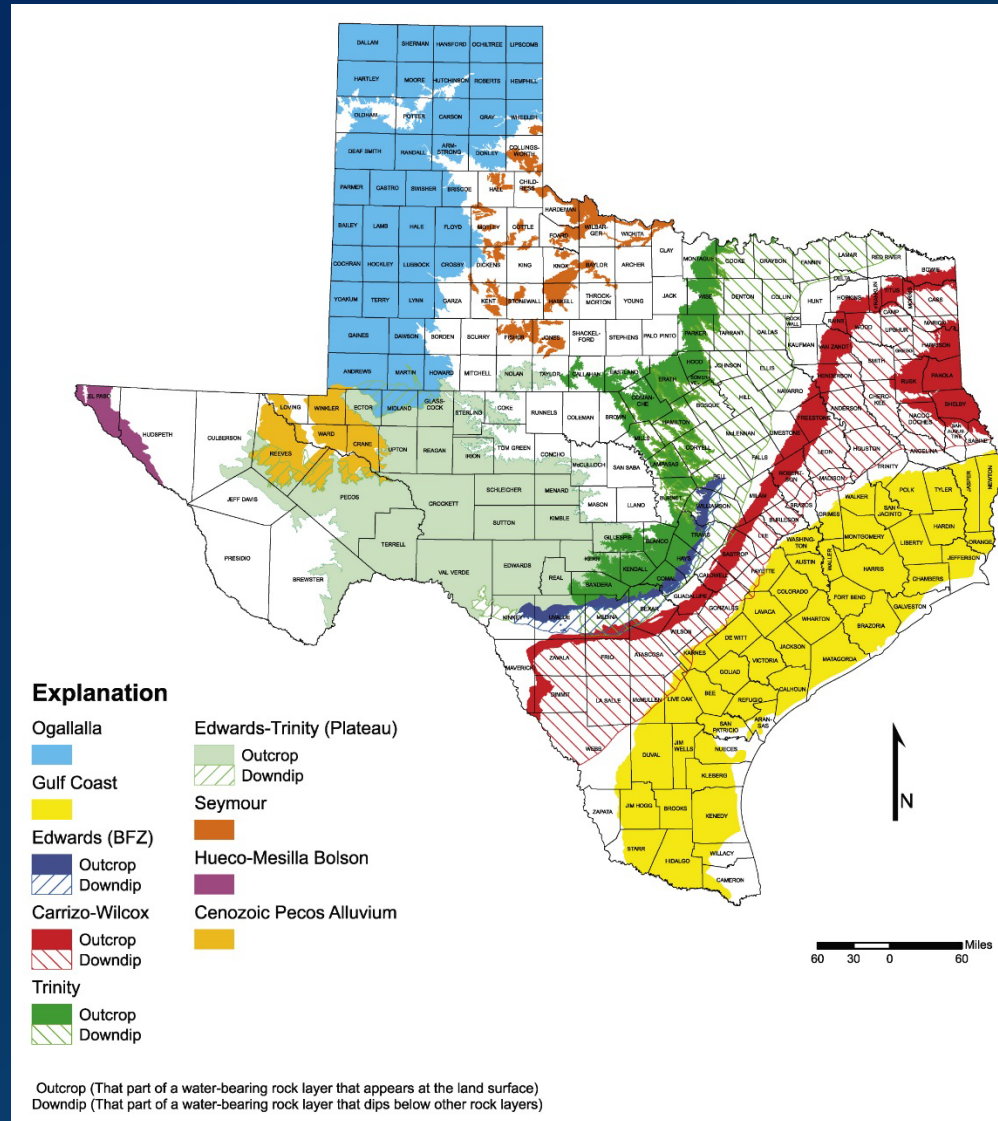 DALLAM SHERMAN HANSFORD OCHILTREE LIPSCOMB
HARTLEY MOORE HUTCHINSON ROBERTS HEMPHILL
OLDHAM POTTER CARSON GRAY WHEELER
DEAF SMITH RANDALL ARM-
STRONG DONLEY COLLINGS-
WORTH
PARMER CASTRO SWISHER BRISCOE HALL CHILD-
RESS
HARDEMAN
BAILEY LAMB HALE FLOYD MOTLEY COTTLE FOARD WILBAR-
GER WICHITA CLAY MONTAGUE COOKE GRAYSON FANNIN LAMAR RED RIVER BOWIE
COCHRAN HOCKLEY LUBBOCK CROSBY DICKENS KING KNOX BAYLOR ARCHER JACK WISE DENTON COLLIN HUNT DELTA HOPKINS FRANKLIN TITUS CASS
YOAKUM TERRY LYNN GARZA KENT STONEWALL HASKELL THROCK-
MORTON YOUNG PALO PINTO PARKER TARRANT DALLAS ROCK
WALL KAUFMAN RAINS WOOD CAMP UPSHUR
GAINES DAWSON BORDEN SCURRY FISHER JONES SHACKEL-
FORD STEPHENS HOOD JOHNSON ELLIS VAN ZANDT SMITH HARRISON
ANDREWS MARTIN HOWARD MITCHELL NOLAN TAYLOR CALLAHAN EASTLAND ERATH BOSQUE HILL NAVARRO HENDERSON RUSK PANOLA
EL PASO HUDSPETH CULBERSON LOVING WINKLER ECTOR MIDLAND GLASS-
COCK STERLING COKE RUNNELS COLEMAN BROWN COMAN-
CHE HAMILTON McLENNAN LIMESTONE FREESTONE ANDERSON CHERO-
KEE NACOG-
DOCHES SHELBY
REEVES WARD CRANE UPTON REAGAN IRION TOM GREEN CONCHO McCULLOCH SAN SABA MILLS LAMPASAS CORYELL BELL FALLS ROBERT-
SON LEON HOUSTON ANGELINA SAN AUGUS-
TINE SABINE
JEFF DAVIS PECOS CROCKETT SCHLEICHER MENARD MASON LLANO BURNET WILLIAMSON MILAM BRAZOS MADISON TRINITY WALKER POLK TYLER JASPER NEWTON
PRESIDIO BREWSTER TERRELL VAL VERDE SUTTON EDWARDS KIMBLE REAL GILLESPIE KERR BLANCO KENDALL HAYS TRAVIS LEE BURLESON GRIMES SAN
JACINTO HARDIN
KINNEY UVALDE BANDERA MEDINA BEXAR COMAL GUADALUPE CALDWELL BASTROP FAYETTE WASHING-
TON AUSTIN WALLER MONTGOMERY LIBERTY ORANGE JEFFERSON
MAVERICK ZAVALA FRIO ATASCOSA WILSON GONZALES LAVACA COLORADO FORT BEND HARRIS CHAMBERS GALVESTON
DIMMIT LA SALLE McMULLEN KARNES DE WITT WHARTON BRAZORIA
WEBB LIVE OAK BEE GOLIAD VICTORIA JACKSON MATAGORDA
DUVAL JIM
WELLS SAN
PATRICIO REFUGIO CALHOUN ARAN-
SAS
NUECES
KLEBERG
ZAPATA JIM HOGG BROOKS KENEDY
STARR HIDALGO WILLACY
CAMERON
Explanation
Ogallalla
Gulf Coast
Edwards (BFZ)
Outcrop
Downdip
Carrizo-Wilcox
Outcrop
Downdip
Trinity
Outcrop
Downdip
Edwards-Trinity (Plateau)
Outcrop
Downdip
Seymour
Hueco-Mesilla Bolson
Cenozoic Pecos Alluvium
N
Miles
60 30 0 60
Outcrop (That part of a water-bearing rock layer that appears at the land surface)
Downdip (That part of a water-bearing rock layer that dips below other rock layers)